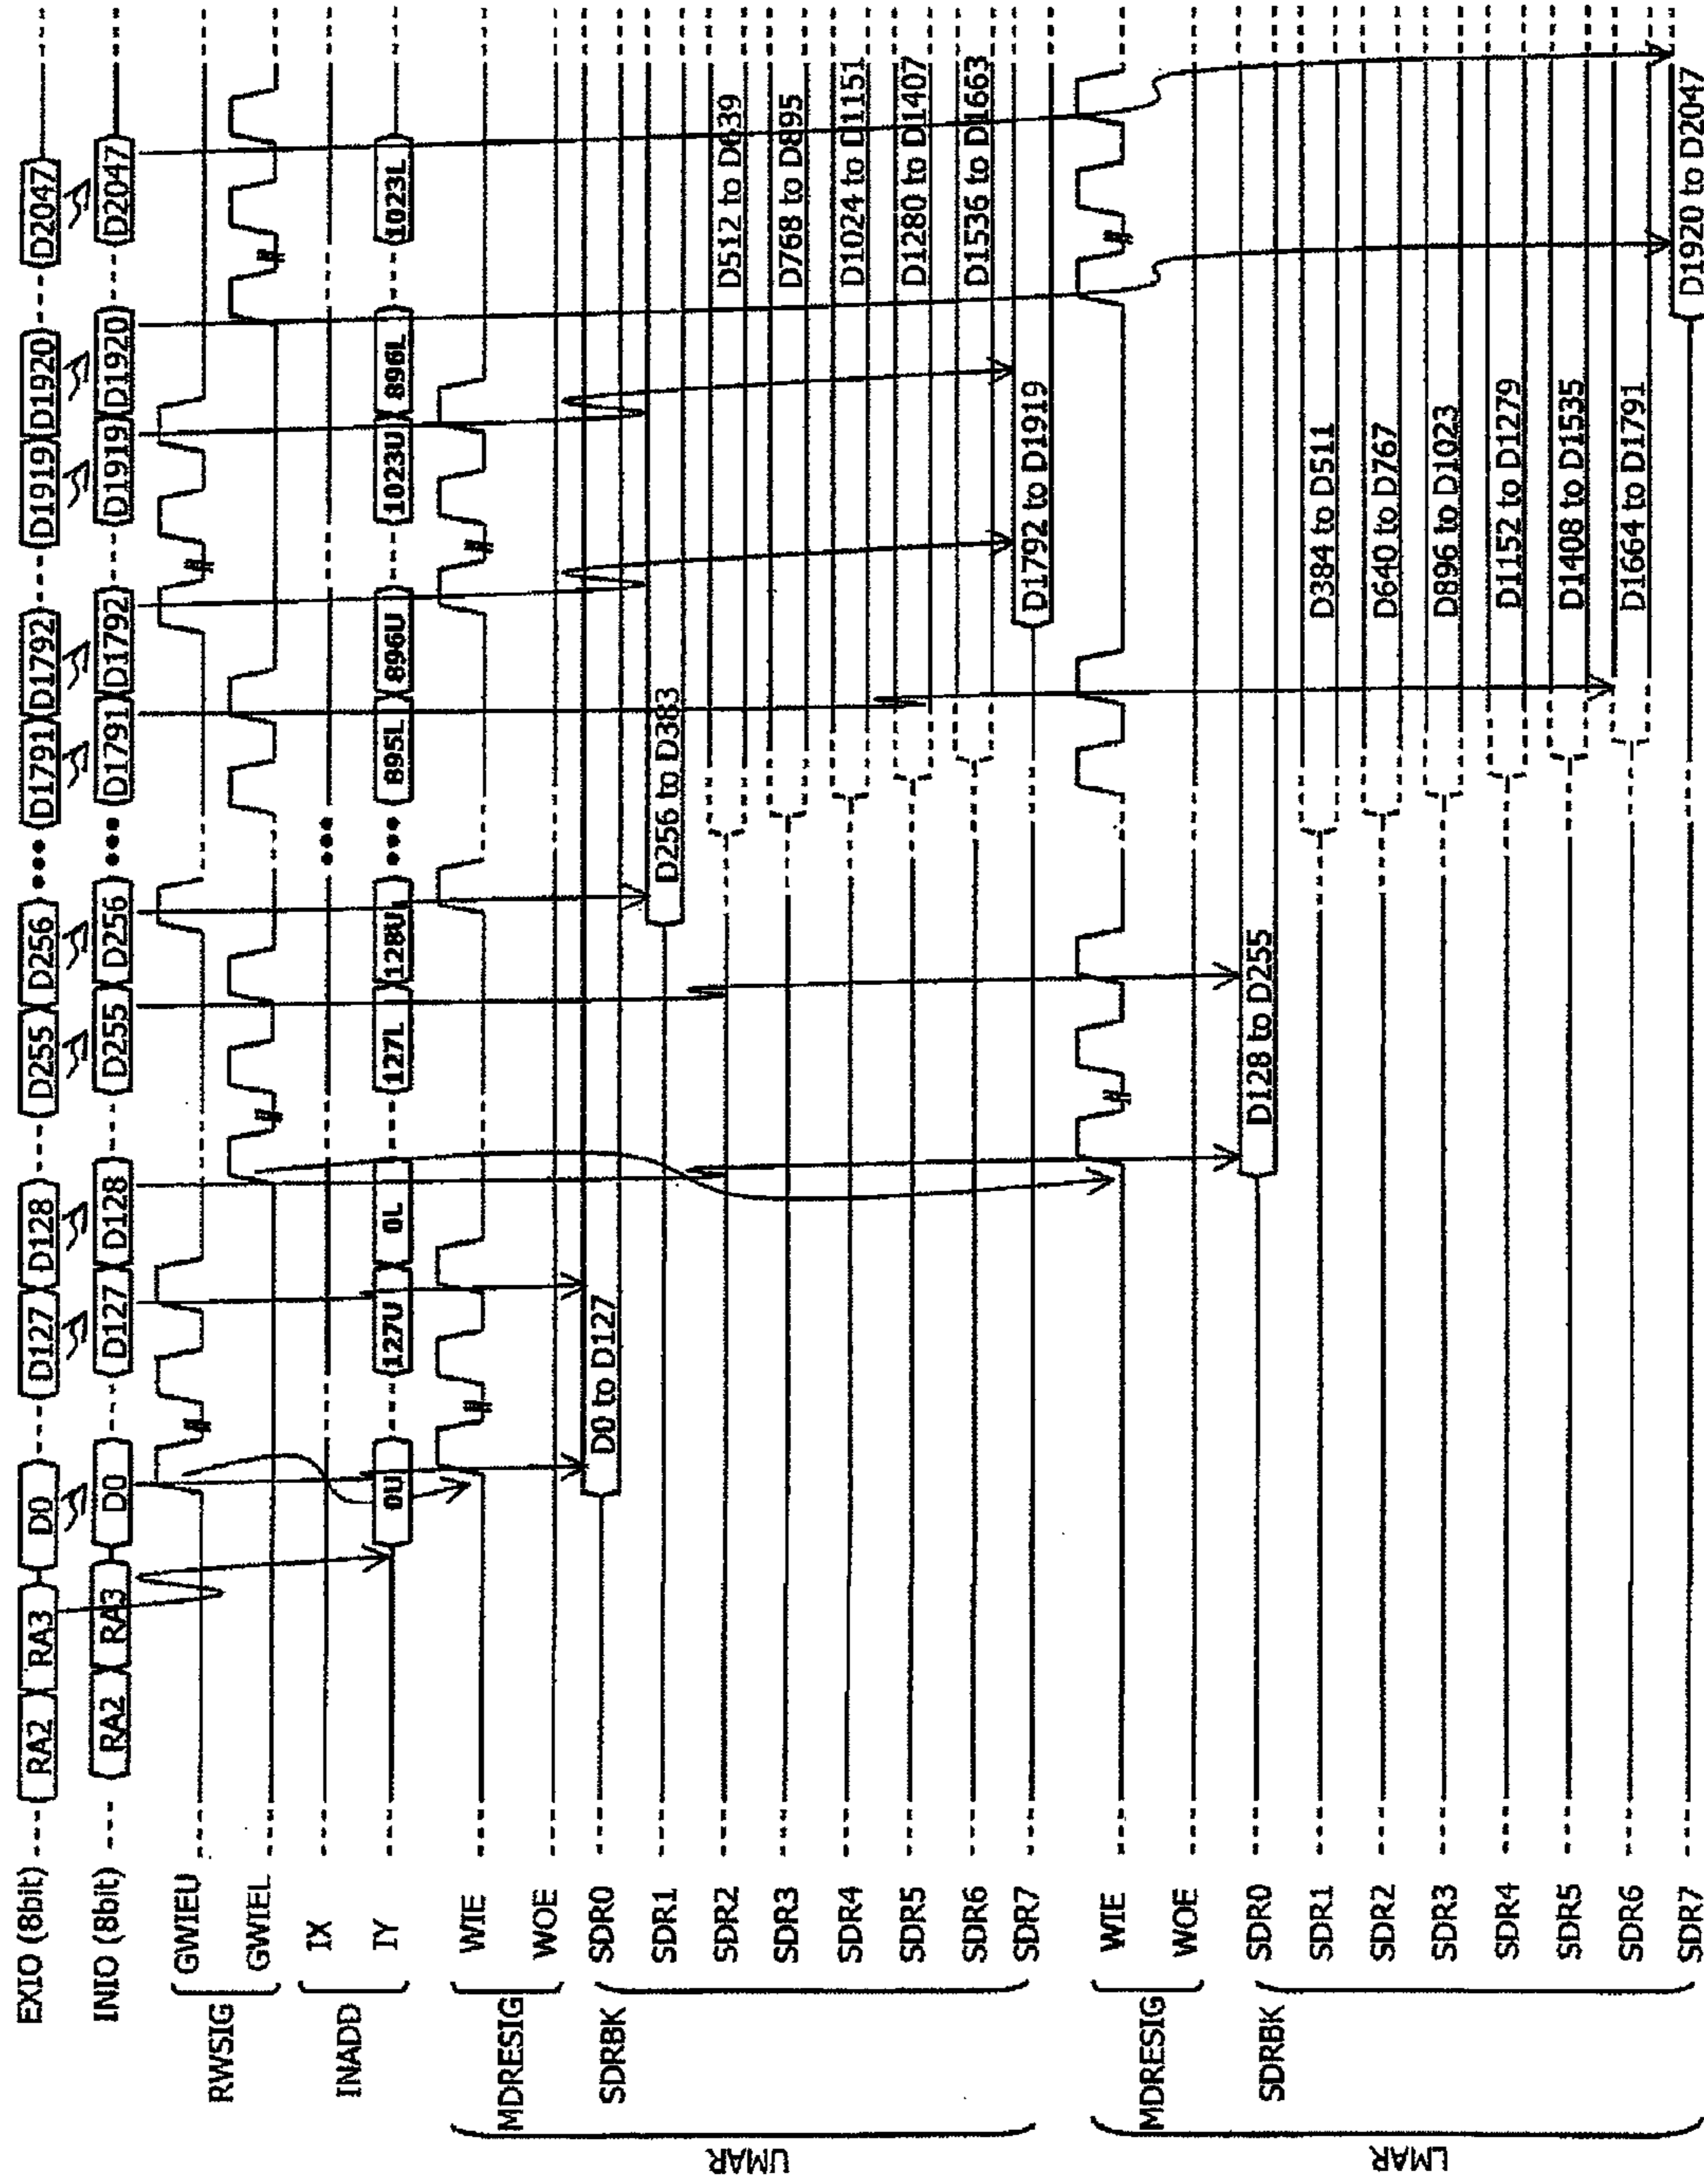 EXIO (8bit) RA2 RA3 D0 D127 D128 D255 D256 ••• D1791 D1792 D1919 D1920 D2047
INIO (8bit) RA2 RA3 D0 D127 D128 D255 D256 ••• D1791 D1792 D1919 D1920 D2047
RWSIG
GWIEU
GWIEL
INADD
IX •••
IY 0U 127U 0L 127L 128U ••• 895L 896U 1023U 896L 1023L
UMAR
MDRESIG
WIE
WOE
SDRBK
SDR0 D0 to D127
SDR1 D256 to D383
SDR2 D512 to D639
SDR3 D768 to D895
SDR4 D1024 to D1151
SDR5 D1280 to D1407
SDR6 D1536 to D1663
SDR7 D1792 to D1919
LMAR
MDRESIG
WIE
WOE
SDRBK
SDR0 D128 to D255
SDR1 D384 to D511
SDR2 D640 to D767
SDR3 D896 to D1023
SDR4 D1152 to D1279
SDR5 D1408 to D1535
SDR6 D1664 to D1791
SDR7 D1920 to D2047